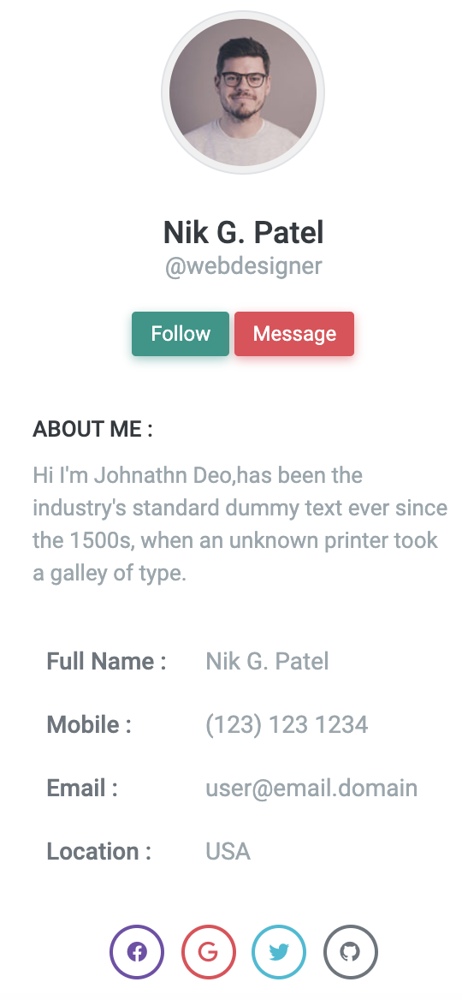 Nik G. Patel
@webdesigner
Follow Message
ABOUT ME :
Hi I'm Johnathn Deo,has been the
industry's standard dummy text ever since
the 1500s, when an unknown printer took
a galley of type.
Full Name : Nik G. Patel
Mobile : (123) 123 1234
Email : user@email.domain
Location : USA